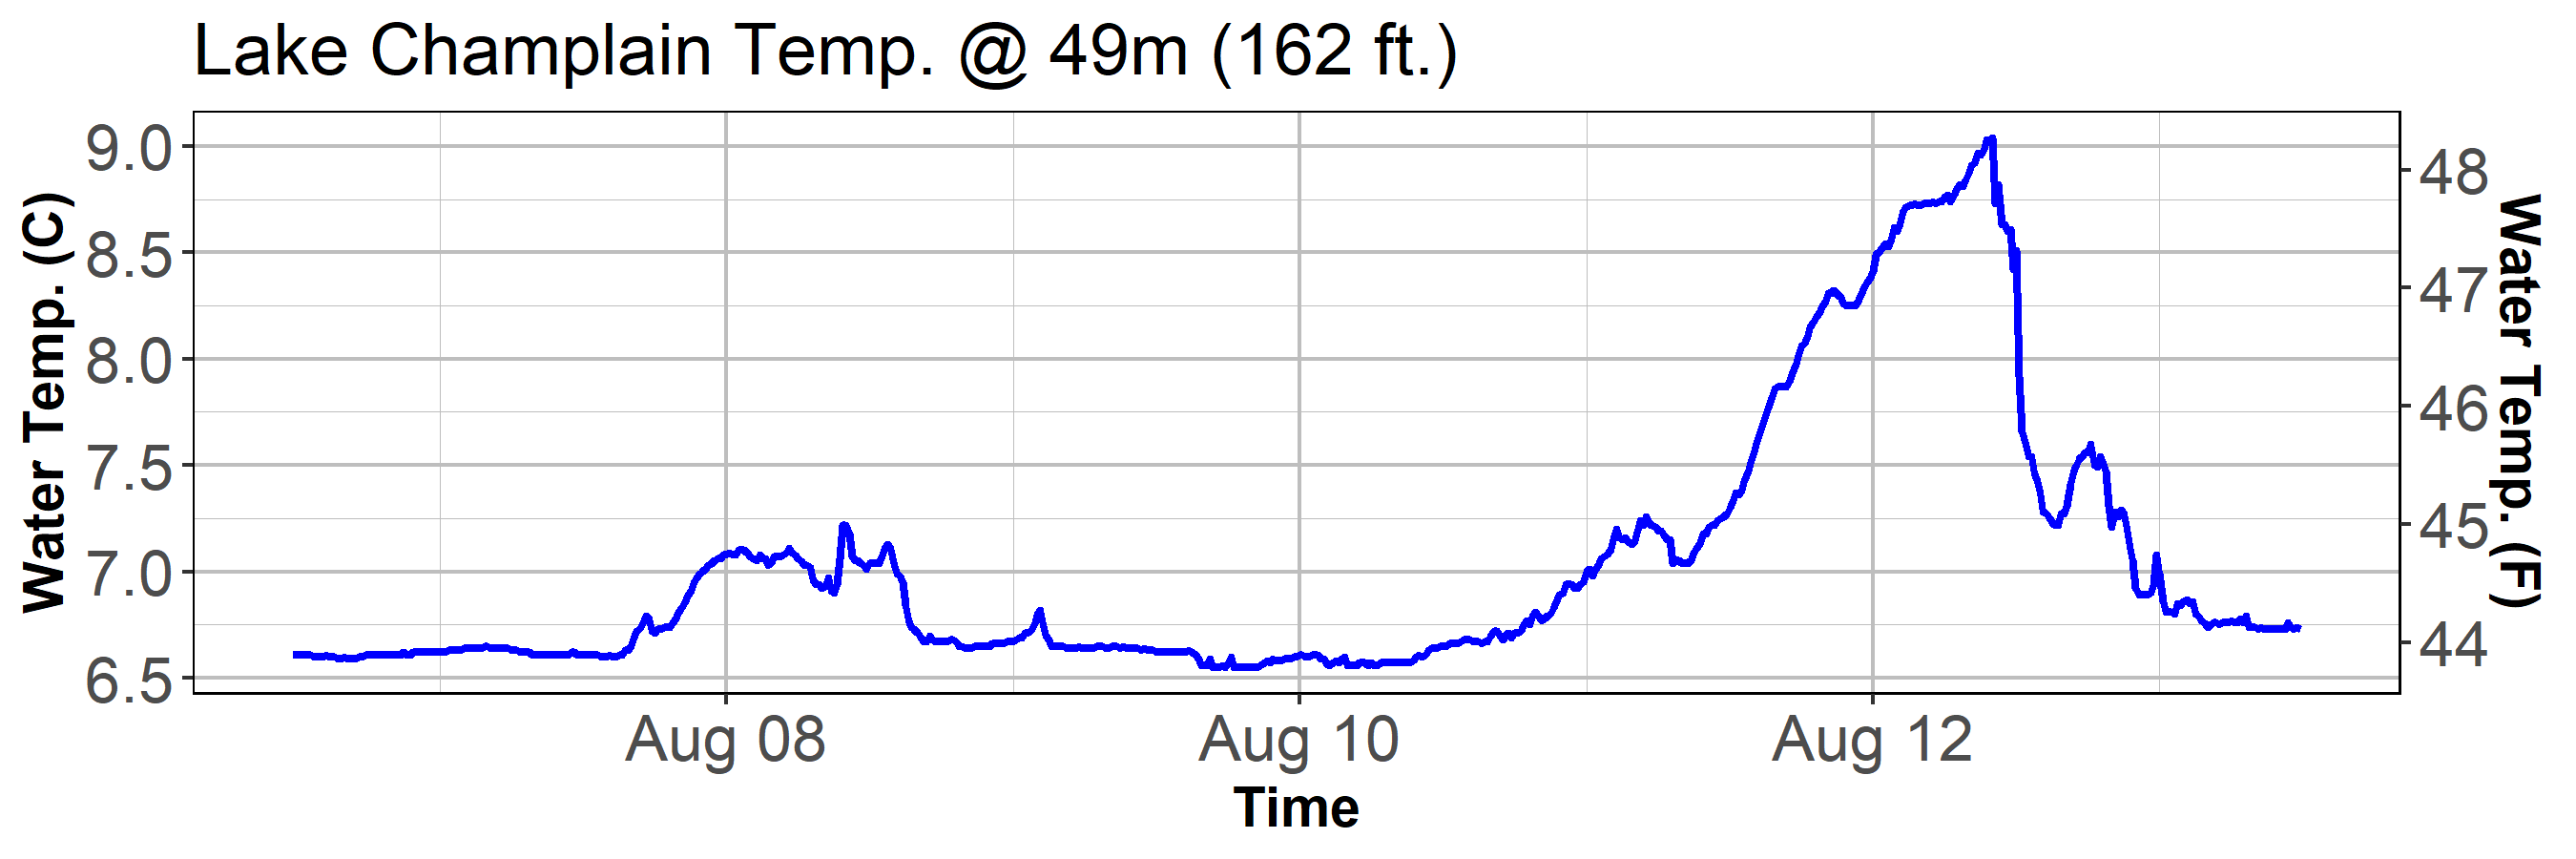 Lake Champlain Temp. @ 49m (162 ft.)
Water Temp. (C)
9.0
8.5
8.0
7.5
7.0
6.5
48
47
46
45
44
Water Temp. (F)
Aug 08
Aug 10
Aug 12
Time